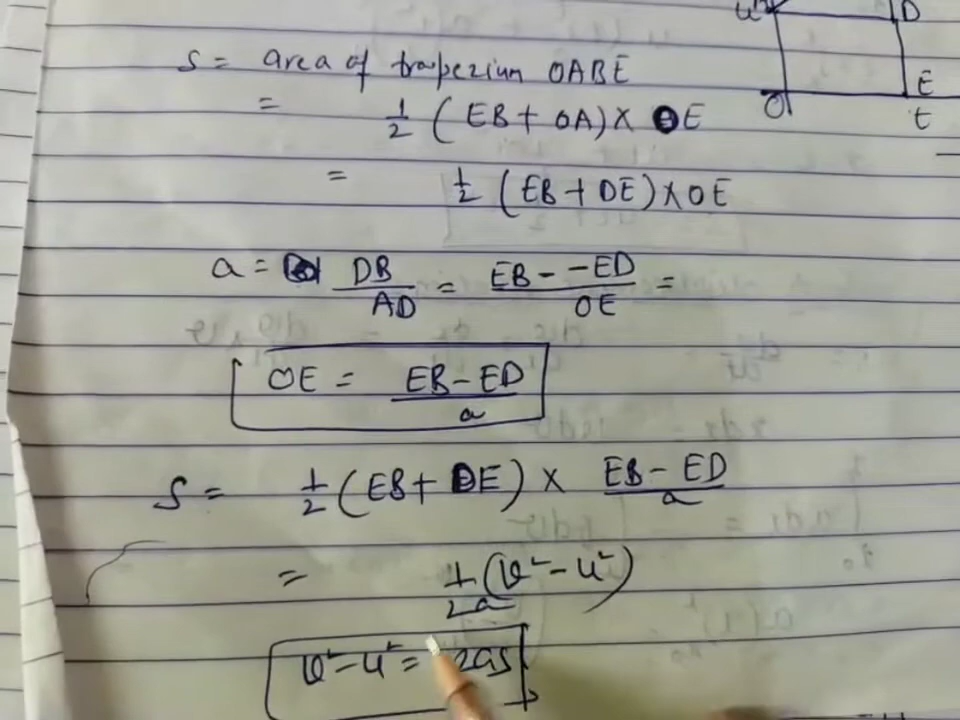 u D
S = area of trapezium OABE
E
= 1/2 (EB + OA) × OE
O t
= 1/2 (EB + DE) × OE
a = DB/AD = EB - -ED/OE =
OE = EB - ED/a
S = 1/2 (EB + DE) × EB - ED/a
= 1/2a (v² - u²)
v² - u² = 2as